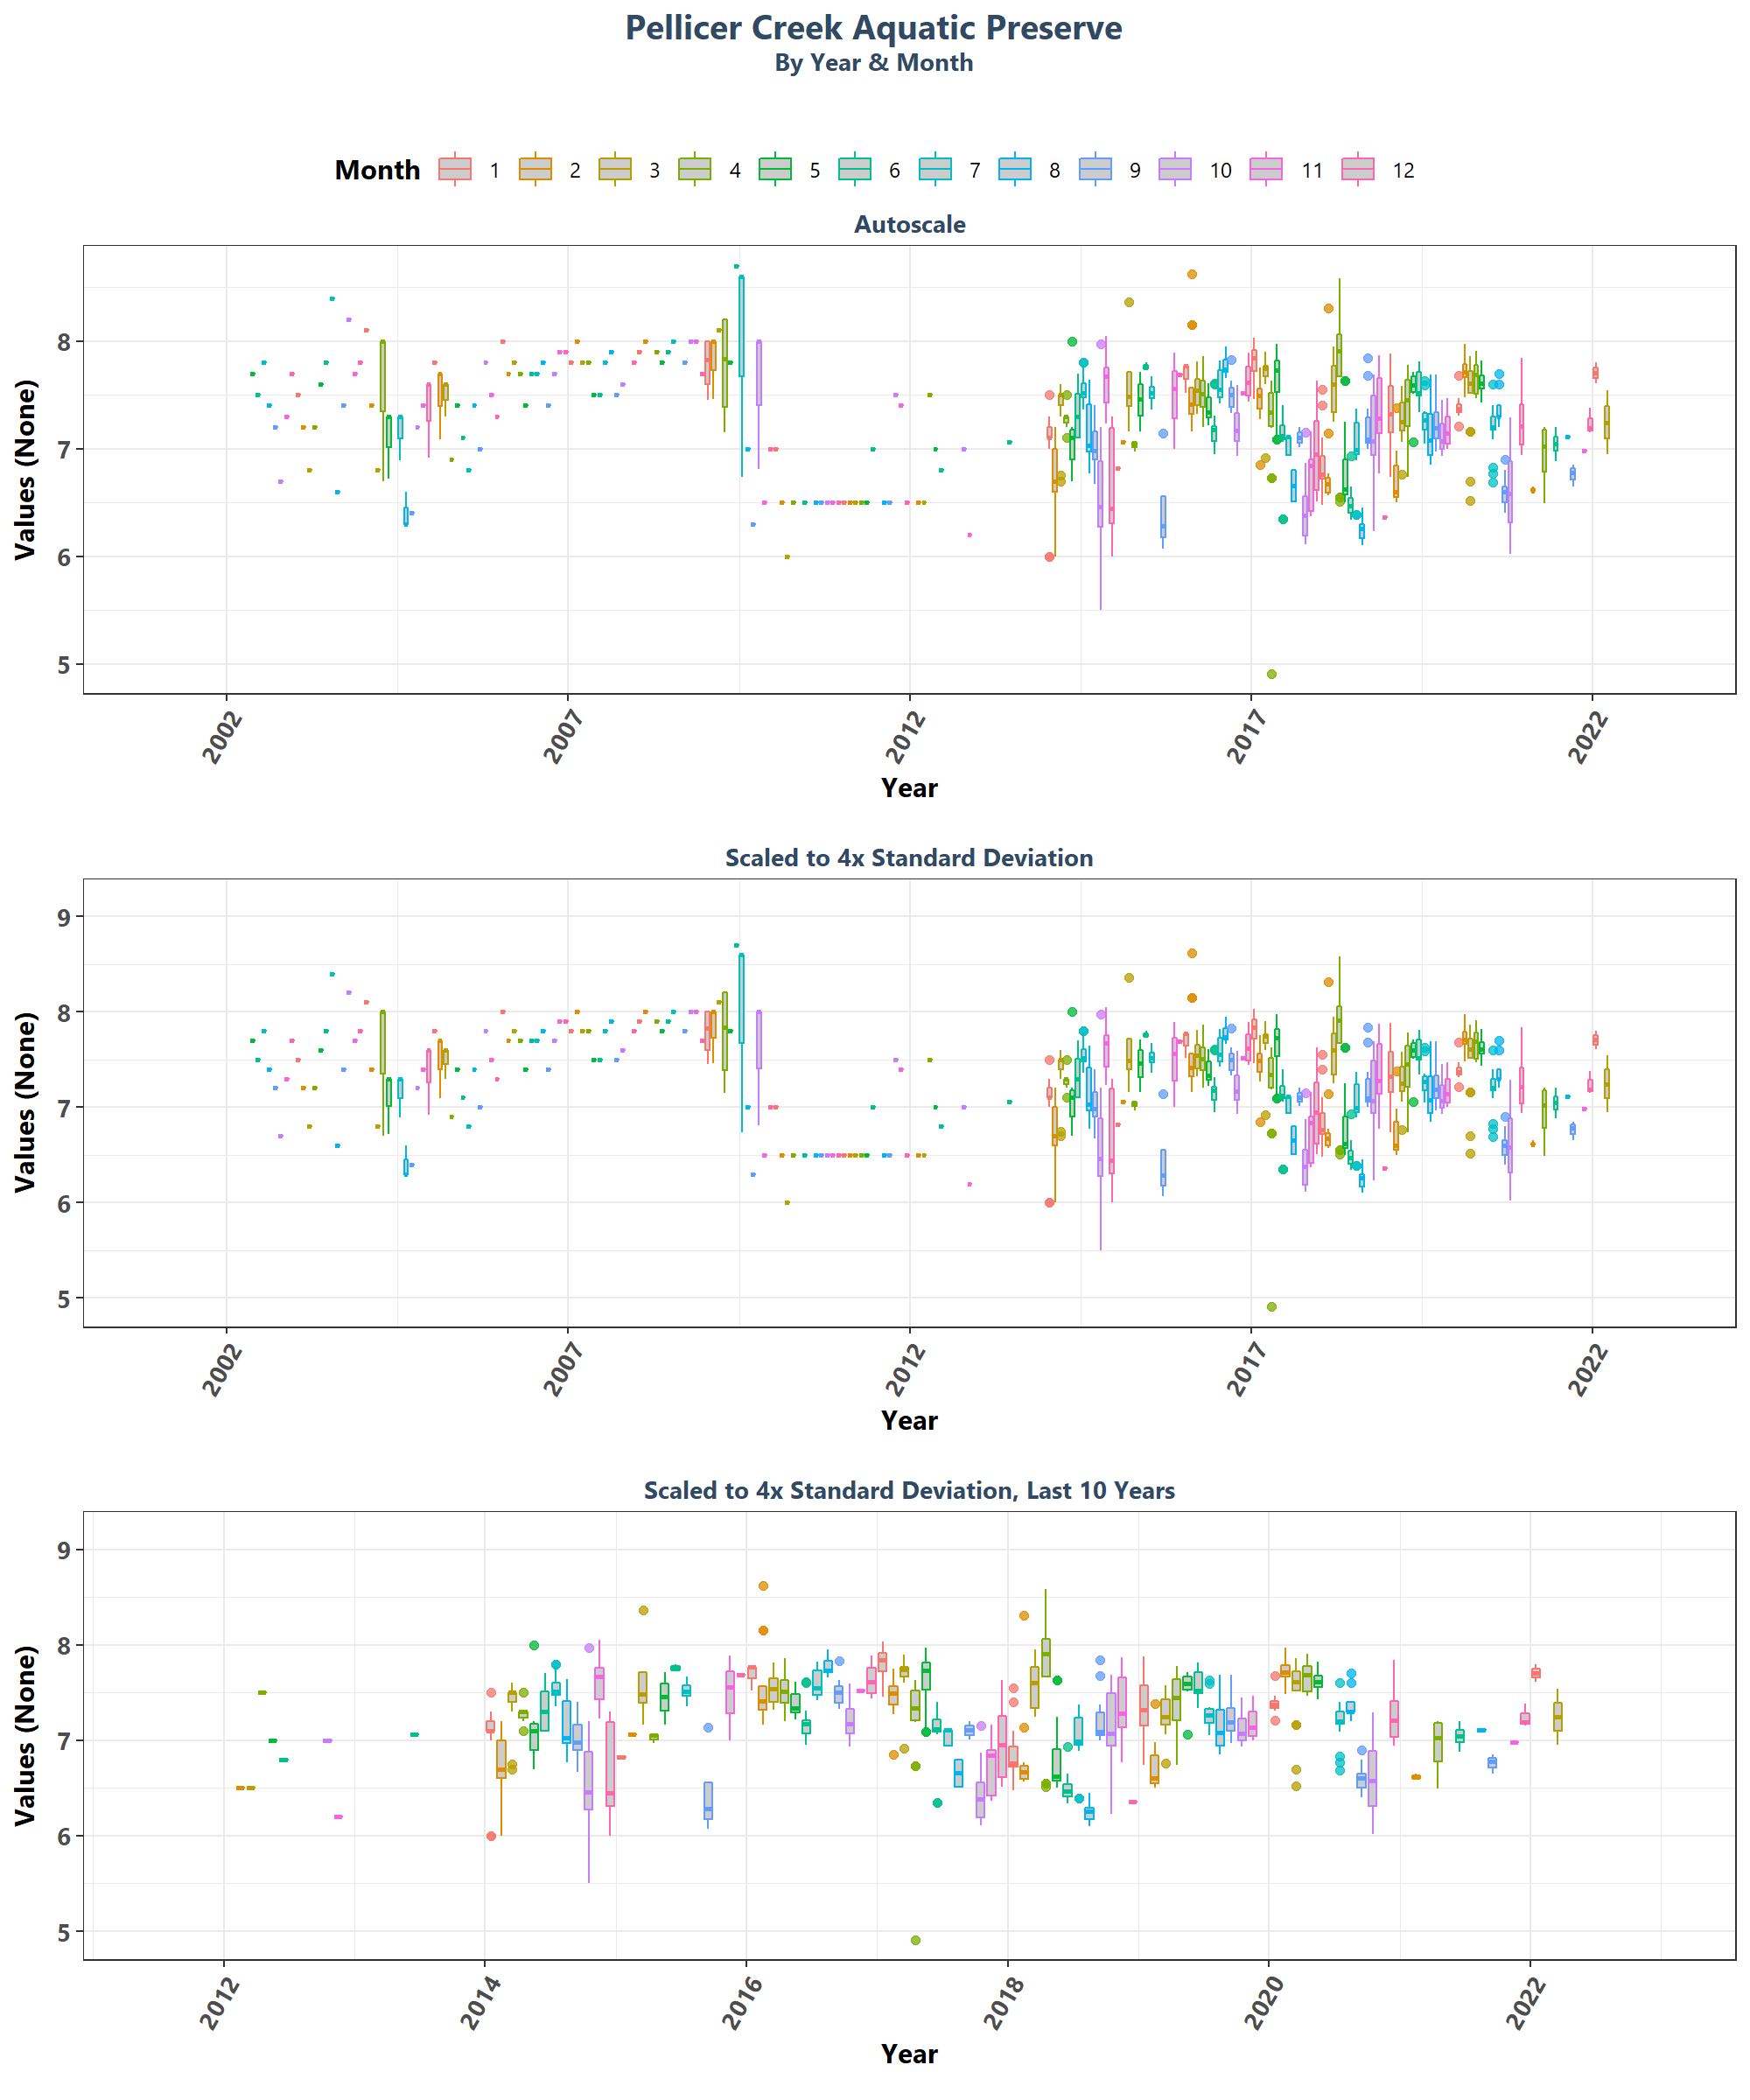 Pellicer Creek Aquatic Preserve
By Year & Month
Month 1 2 3 4 5 6 7 8 9 10 11 12
Autoscale
Values (None)
8
7
6
5
2002 2007 2012 2017 2022
Year
Scaled to 4x Standard Deviation
Values (None)
9
8
7
6
5
2002 2007 2012 2017 2022
Year
Scaled to 4x Standard Deviation, Last 10 Years
Values (None)
9
8
7
6
5
2012 2014 2016 2018 2020 2022
Year